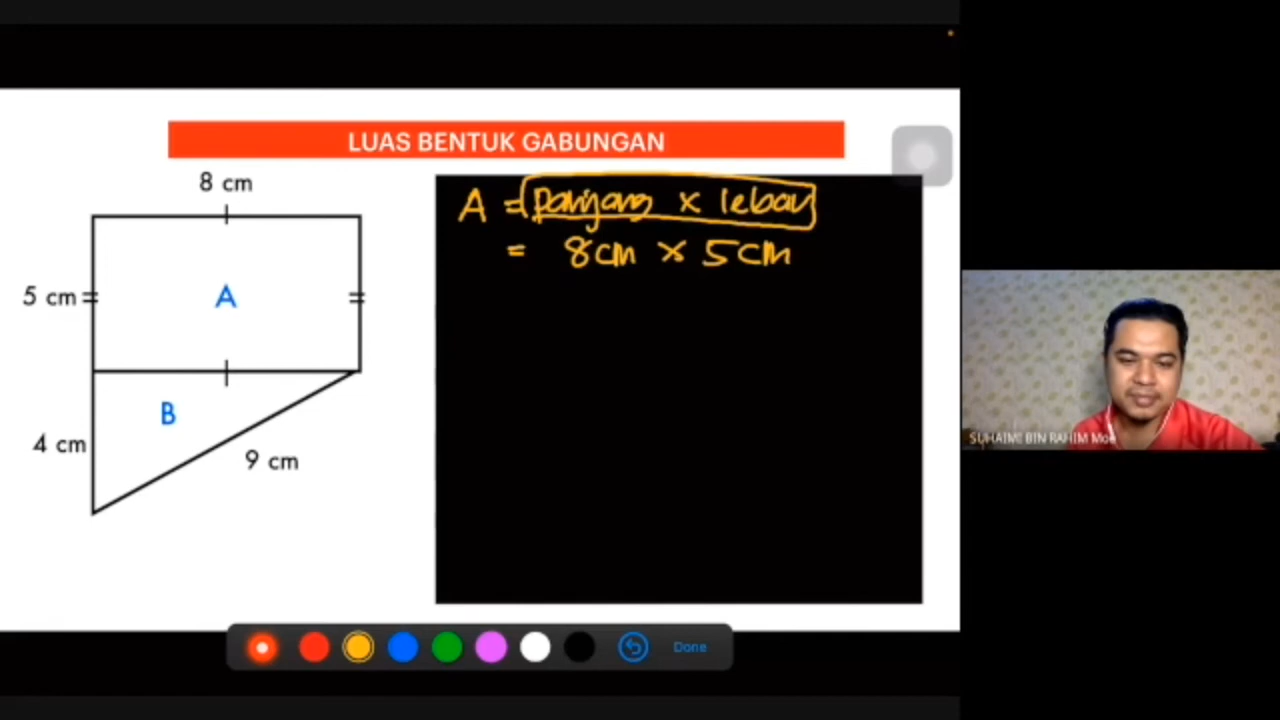 LUAS BENTUK GABUNGAN
8 cm
5 cm
A
B
4 cm
9 cm
A = Panjang x lebar
= 8cm x 5cm
SUHAIMI BIN RAHIM Moe
Done